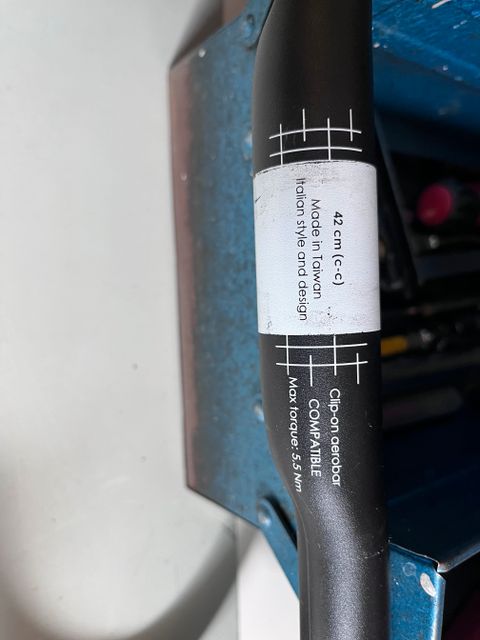 42 cm (c-c)
Made in Taiwan
Italian style and design
Clip-on aerobar
COMPATIBLE
Max torque: 5,5 Nm